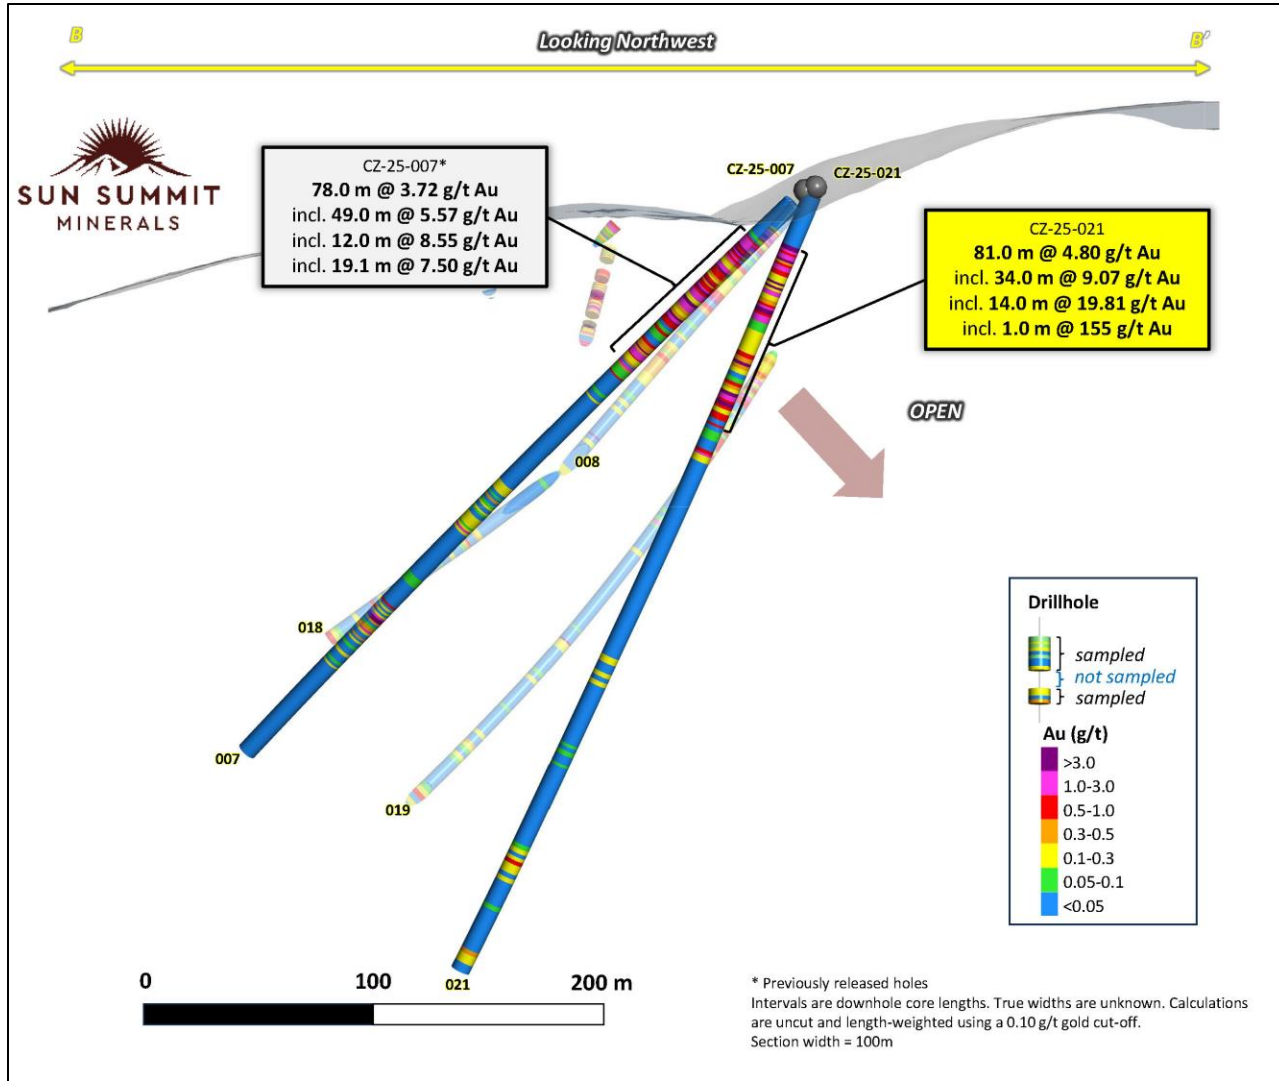 B
Looking Northwest
B'
SUN SUMMIT
MINERALS
CZ-25-007*
78.0 m @ 3.72 g/t Au
incl. 49.0 m @ 5.57 g/t Au
incl. 12.0 m @ 8.55 g/t Au
incl. 19.1 m @ 7.50 g/t Au
CZ-25-007
CZ-25-021
CZ-25-021
81.0 m @ 4.80 g/t Au
incl. 34.0 m @ 9.07 g/t Au
incl. 14.0 m @ 19.81 g/t Au
incl. 1.0 m @ 155 g/t Au
OPEN
008
018
007
019
021
Drillhole
sampled
not sampled
sampled
Au (g/t)
>3.0
1.0-3.0
0.5-1.0
0.3-0.5
0.1-0.3
0.05-0.1
<0.05
0 100 200 m
* Previously released holes
Intervals are downhole core lengths. True widths are unknown. Calculations
are uncut and length-weighted using a 0.10 g/t gold cut-off.
Section width = 100m